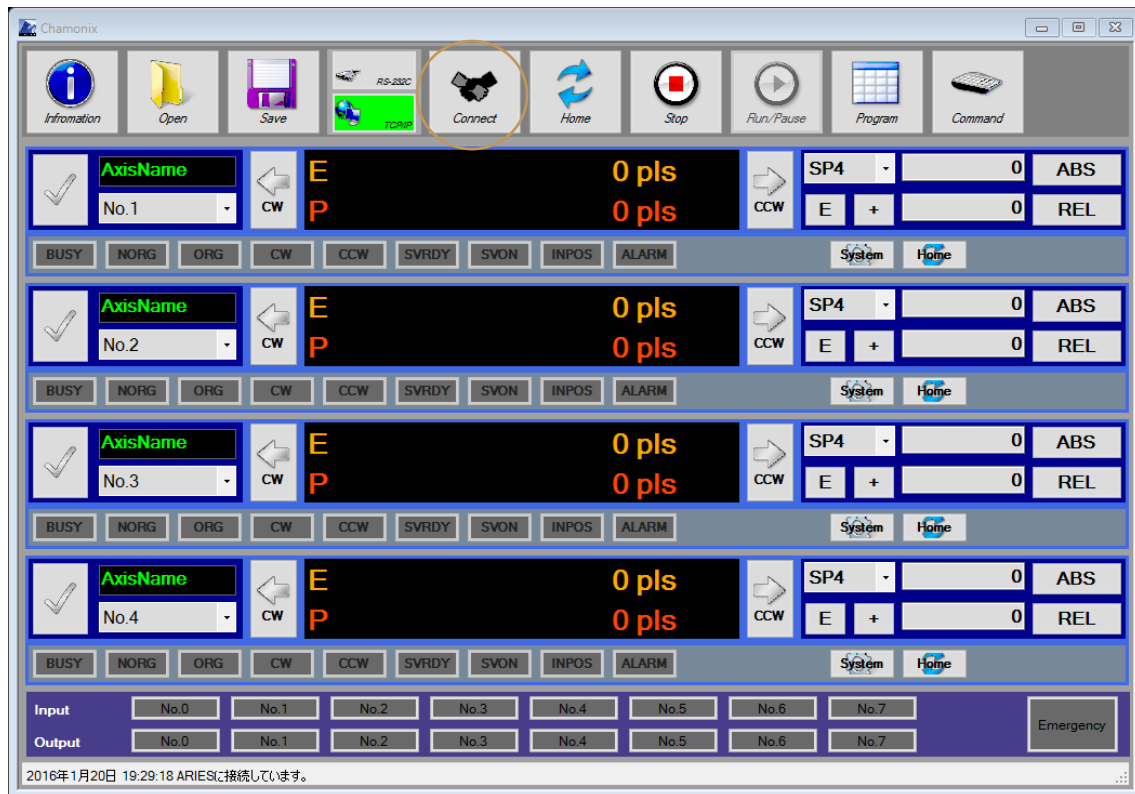 Chamonix
Infromation Open Save RS-232C TCP/IP Connect Home Stop Run/Pause Program Command
AxisName E 0 pls SP4 0 ABS
No.1 CW P 0 pls CCW E + 0 REL
BUSY NORG ORG CW CCW SVRDY SVON INPOS ALARM System Home
AxisName E 0 pls SP4 0 ABS
No.2 CW P 0 pls CCW E + 0 REL
BUSY NORG ORG CW CCW SVRDY SVON INPOS ALARM System Home
AxisName E 0 pls SP4 0 ABS
No.3 CW P 0 pls CCW E + 0 REL
BUSY NORG ORG CW CCW SVRDY SVON INPOS ALARM System Home
AxisName E 0 pls SP4 0 ABS
No.4 CW P 0 pls CCW E + 0 REL
BUSY NORG ORG CW CCW SVRDY SVON INPOS ALARM System Home
Input No.0 No.1 No.2 No.3 No.4 No.5 No.6 No.7
Emergency
Output No.0 No.1 No.2 No.3 No.4 No.5 No.6 No.7
2016年1月20日 19:29:18 ARIESに接続しています。